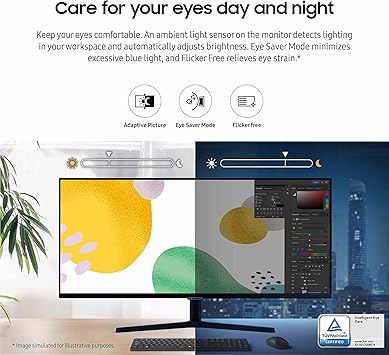 Care for your eyes day and night
Keep your eyes comfortable. An ambient light sensor on the monitor detects lighting
in your workspace and automatically adjusts brightness. Eye Saver Mode minimizes
excessive blue light, and Flicker Free relieves eye strain.*
Adaptive Picture
Eye Saver Mode
Flicker free
* Image simulated for illustrative purposes.
TÜVRheinland
CERTIFIED
Intelligent Eye
Care